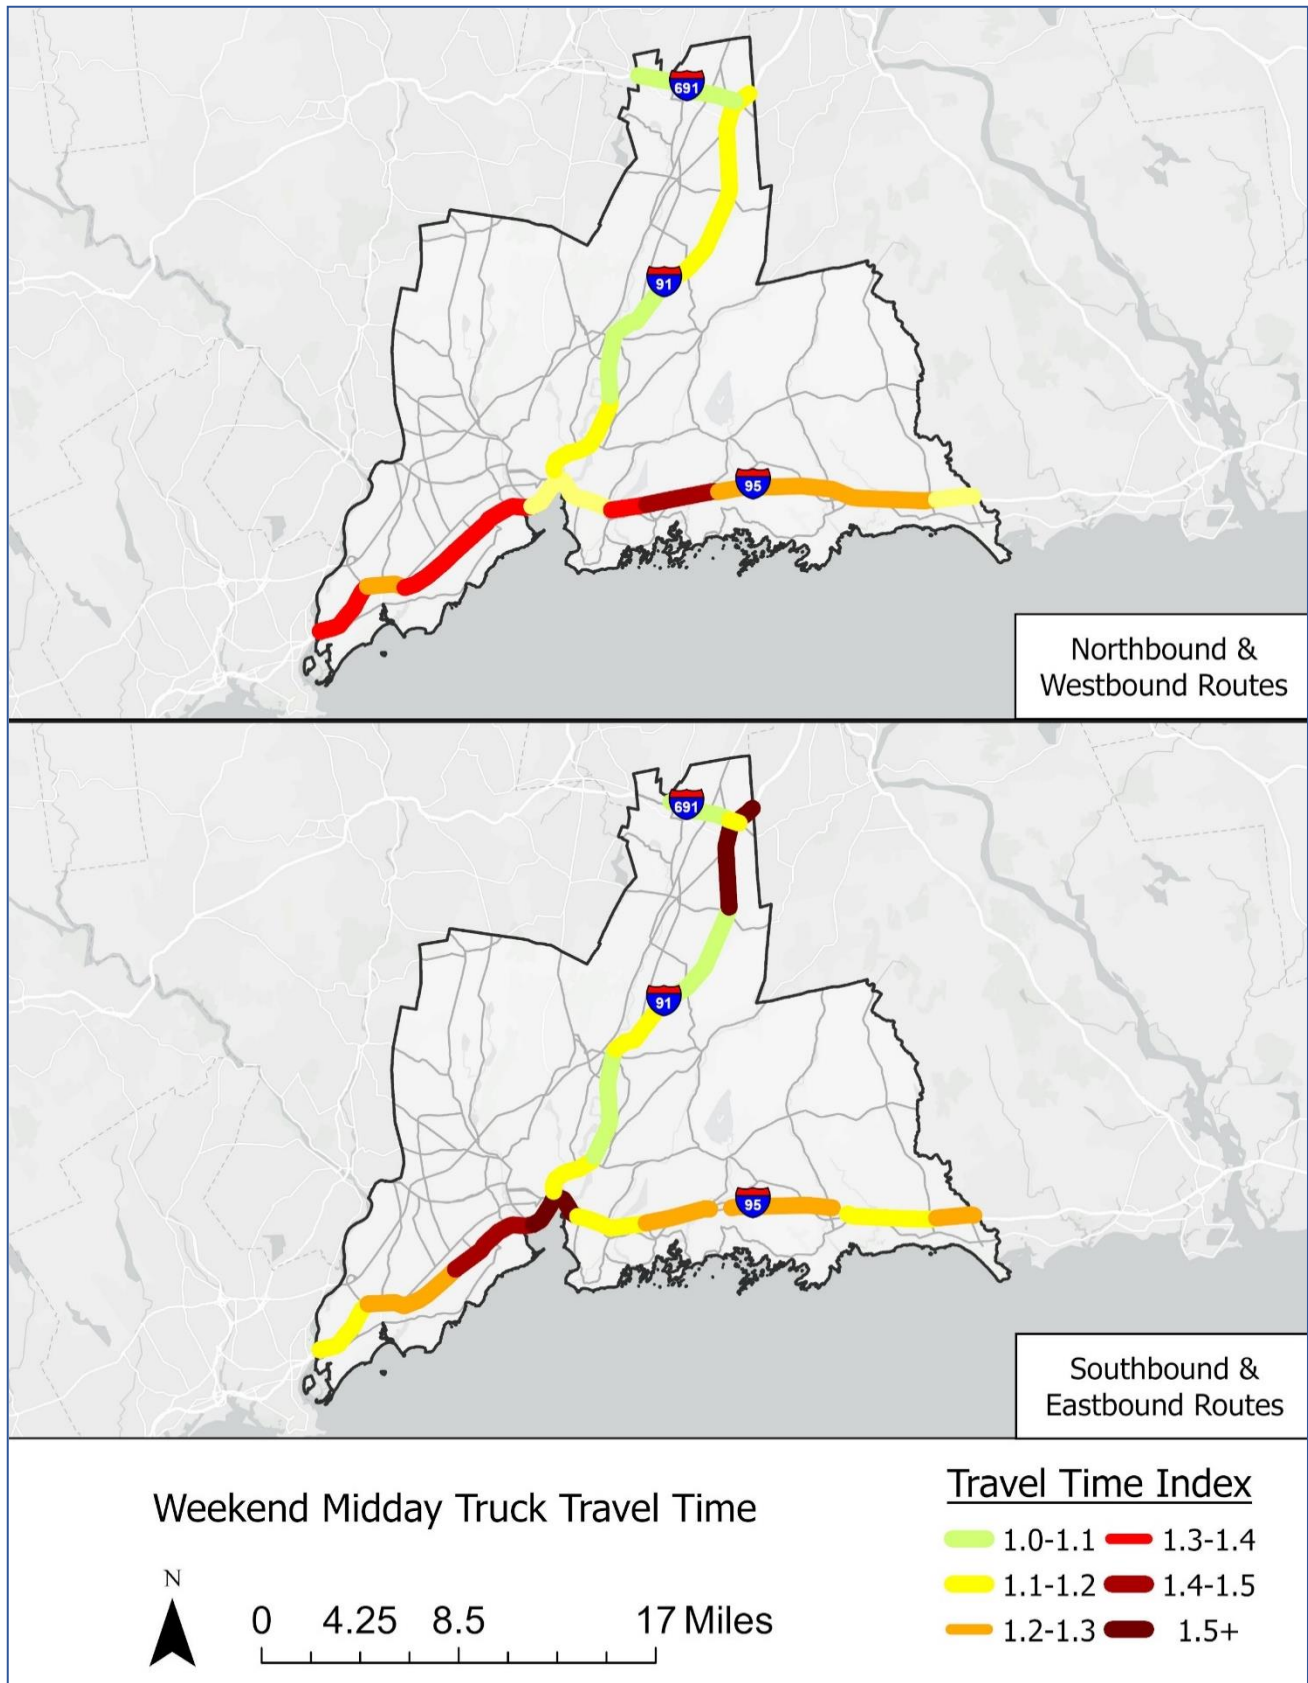 691
91
95
Northbound &
Westbound Routes
691
91
95
Southbound &
Eastbound Routes
Weekend Midday Truck Travel Time
N
0 4.25 8.5 17 Miles
Travel Time Index
1.0-1.1 1.3-1.4
1.1-1.2 1.4-1.5
1.2-1.3 1.5+